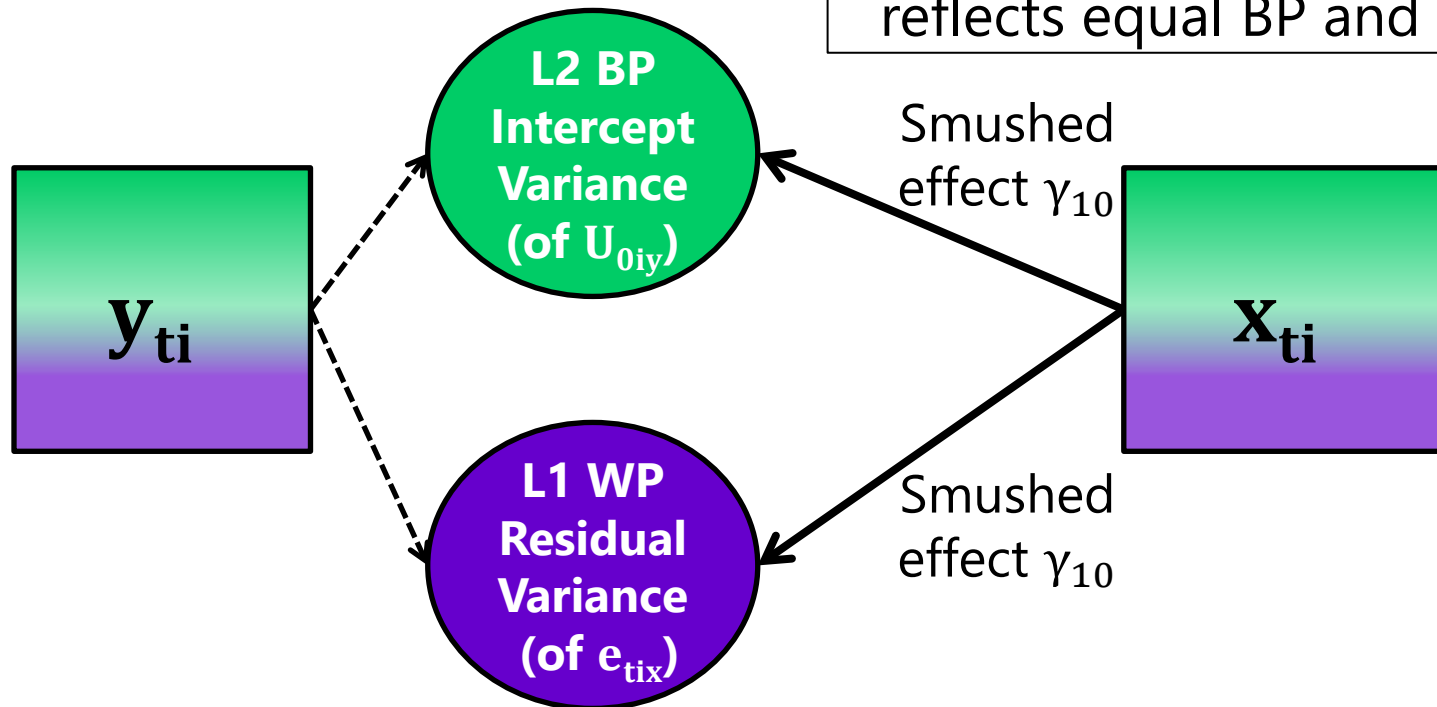 reflects equal BP and
L2 BP
Intercept
Variance
(of U₀ᵢy)
Smushed
effect γ₁₀
yₜᵢ
xₜᵢ
L1 WP
Residual
Variance
(of eₜᵢₓ)
Smushed
effect γ₁₀